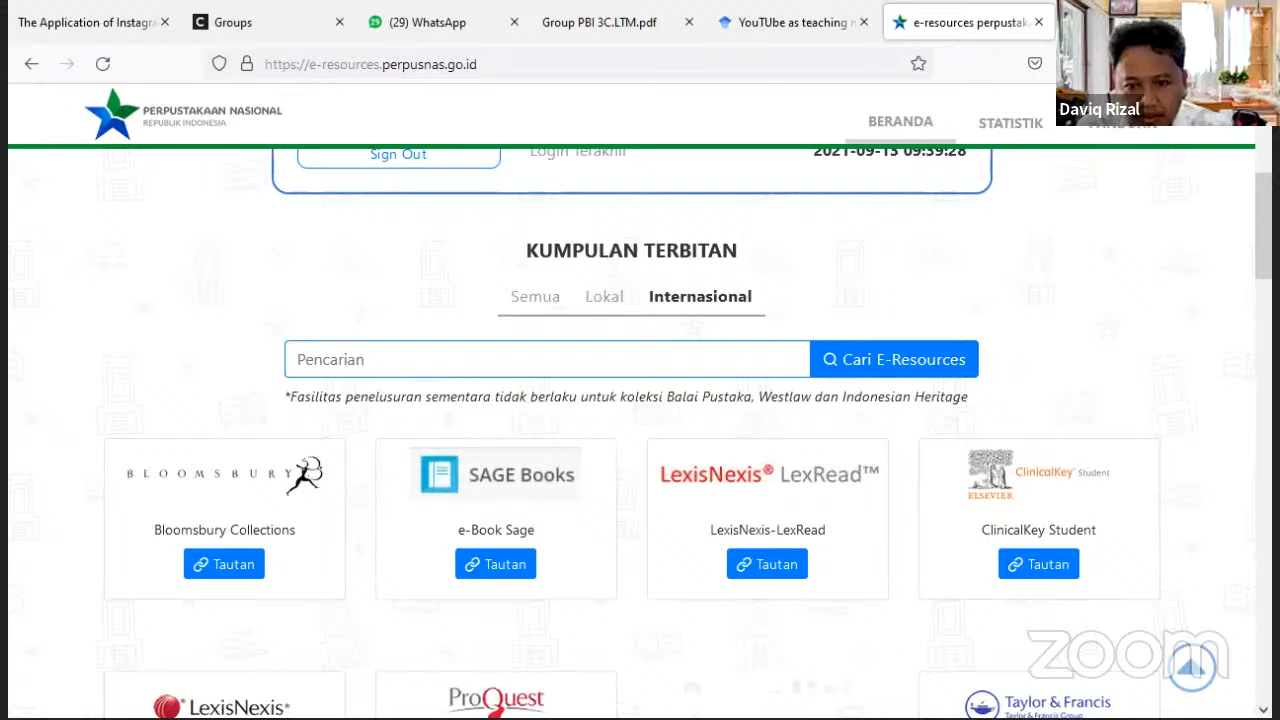 The Application of Instagra
Groups
(29) WhatsApp
Group PBI 3C.LTM.pdf
YouTUbe as teaching
e-resources perpustak
https://e-resources.perpusnas.go.id
Daviq Rizal
PERPUSTAKAAN NASIONAL
REPUBLIK INDONESIA
BERANDA
STATISTIK
Sign Out
Login Terakhir
2021-09-13 09:39:28
KUMPULAN TERBITAN
Semua
Lokal
Internasional
Pencarian
Cari E-Resources
*Fasilitas penelusuran sementara tidak berlaku untuk koleksi Balai Pustaka, Westlaw dan Indonesian Heritage
BLOOMSBURY
SAGE Books
LexisNexis® LexRead™
ELSEVIER
ClinicalKey® Student
Bloomsbury Collections
e-Book Sage
LexisNexis-LexRead
ClinicalKey Student
Tautan
Tautan
Tautan
Tautan
zoom
LexisNexis®
ProQuest
Taylor & Francis
Taylor & Francis Group